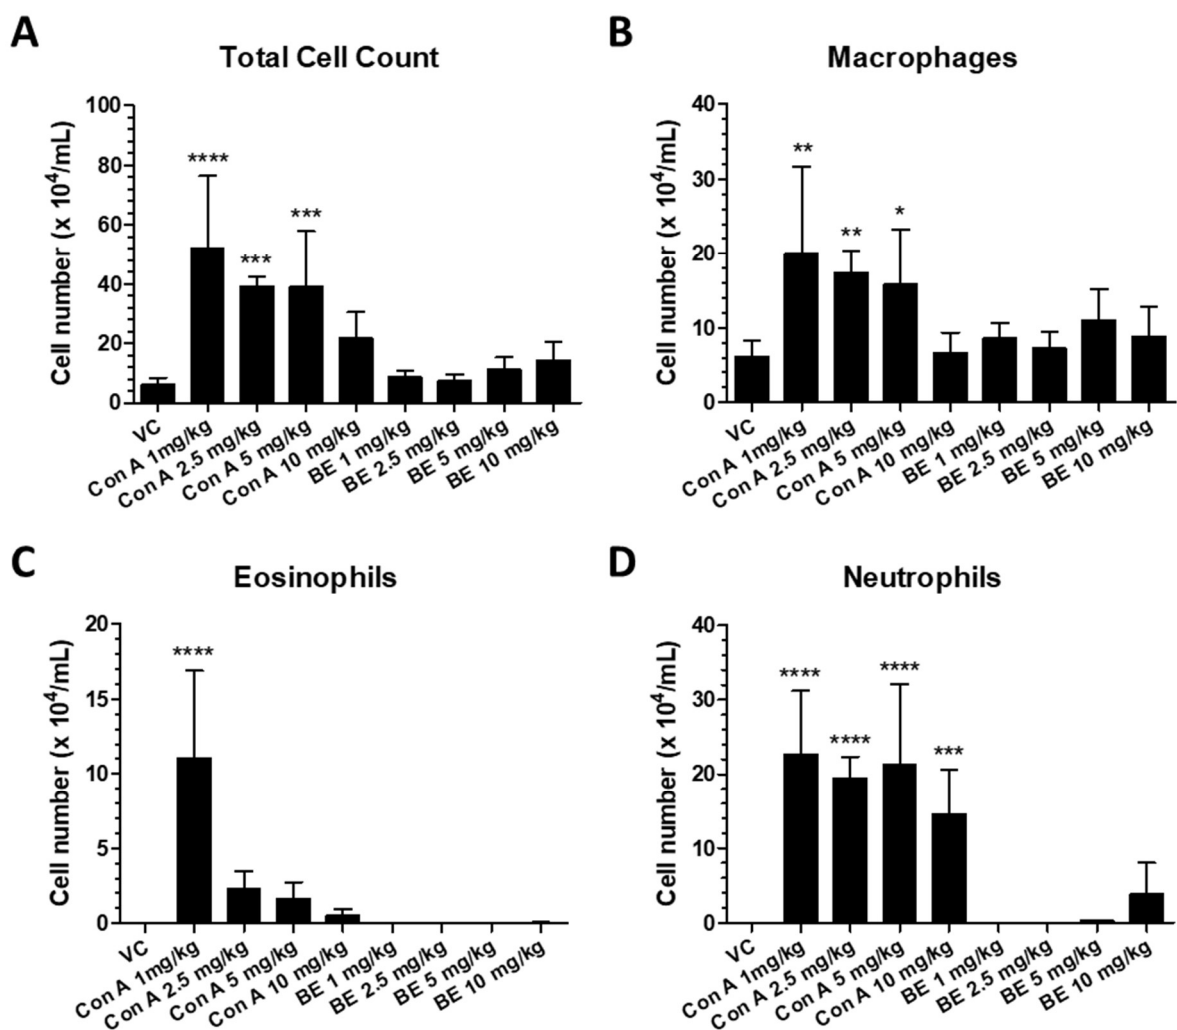 A
Total Cell Count
Cell number (x 10⁴/mL)
100
80
60
40
20
0
****
***
***
VC
Con A 1mg/kg
Con A 2.5 mg/kg
Con A 5 mg/kg
Con A 10 mg/kg
BE 1 mg/kg
BE 2.5 mg/kg
BE 5 mg/kg
BE 10 mg/kg
B
Macrophages
Cell number (x 10⁴/mL)
40
30
20
10
0
**
**
*
VC
Con A 1mg/kg
Con A 2.5 mg/kg
Con A 5 mg/kg
Con A 10 mg/kg
BE 1 mg/kg
BE 2.5 mg/kg
BE 5 mg/kg
BE 10 mg/kg
C
Eosinophils
Cell number (x 10⁴/mL)
20
15
10
5
0
****
VC
Con A 1mg/kg
Con A 2.5 mg/kg
Con A 5 mg/kg
Con A 10 mg/kg
BE 1 mg/kg
BE 2.5 mg/kg
BE 5 mg/kg
BE 10 mg/kg
D
Neutrophils
Cell number (x 10⁴/mL)
40
30
20
10
0
****
****
****
***
VC
Con A 1mg/kg
Con A 2.5 mg/kg
Con A 5 mg/kg
Con A 10 mg/kg
BE 1 mg/kg
BE 2.5 mg/kg
BE 5 mg/kg
BE 10 mg/kg